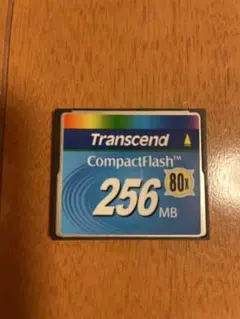 Transcend
CompactFlash™
256 MB
80x